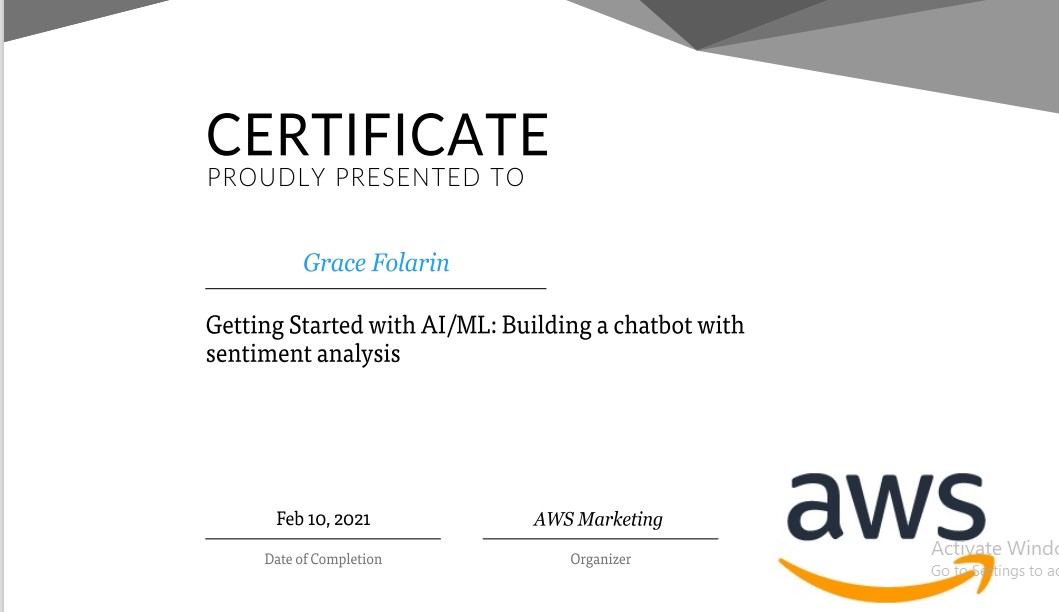 CERTIFICATE
PROUDLY PRESENTED TO
Grace Folarin
Getting Started with AI/ML: Building a chatbot with
sentiment analysis
Feb 10, 2021
Date of Completion
AWS Marketing
Organizer
aws
Activate Windo
Go to Settings to ac